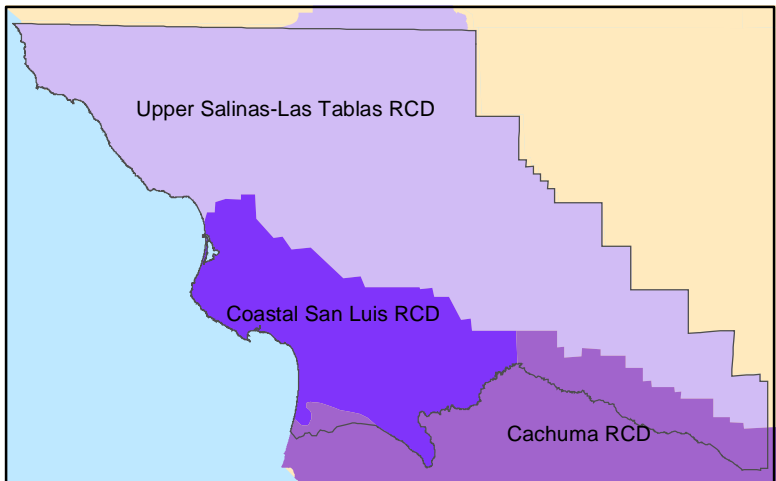 Upper Salinas-Las Tablas RCD
Coastal San Luis RCD
Cachuma RCD